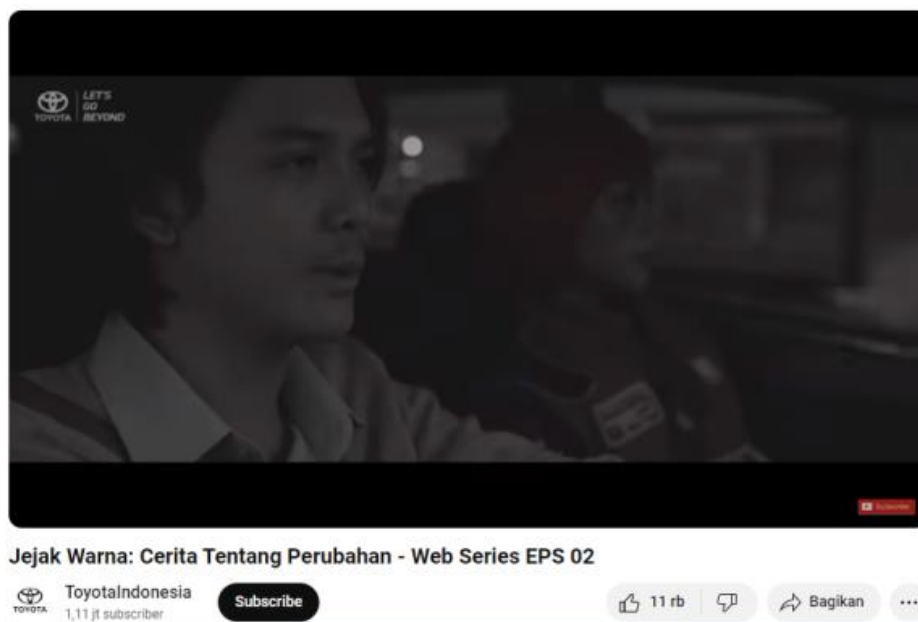 TOYOTA
LET'S
GO
BEYOND
Subscribe
Jejak Warna: Cerita Tentang Perubahan - Web Series EPS 02
TOYOTA
ToyotaIndonesia
1,11 jt subscriber
Subscribe
11 rb
Bagikan